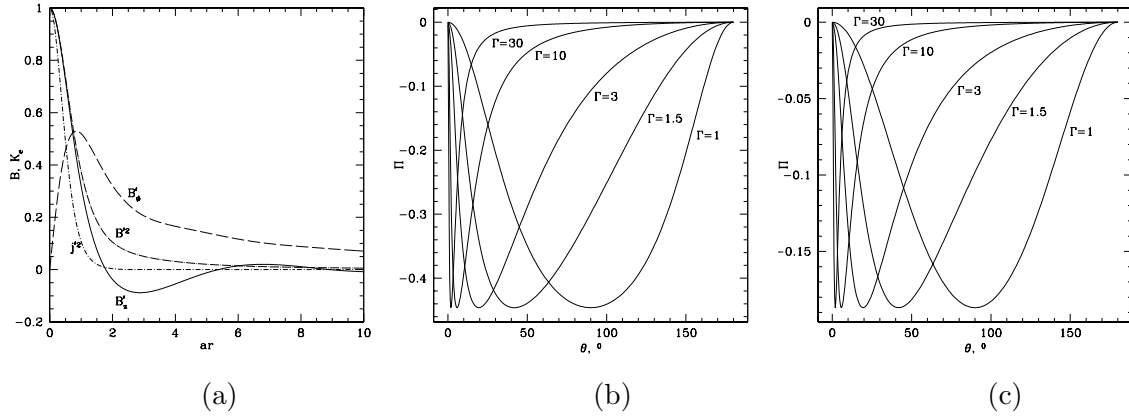 1
0.8
0.6
0.4
0.2
0
−0.2
B, K_e
B'_φ
B'²
j'²
B'_z
0 2 4 6 8 10
ar
(a)
0
−0.1
−0.2
−0.3
−0.4
Π
Γ=30
Γ=10
Γ=3
Γ=1.5
Γ=1
0 50 100 150
θ, °
(b)
0
−0.05
−0.1
−0.15
Π
Γ=30
Γ=10
Γ=3
Γ=1.5
Γ=1
0 50 100 150
θ, °
(c)